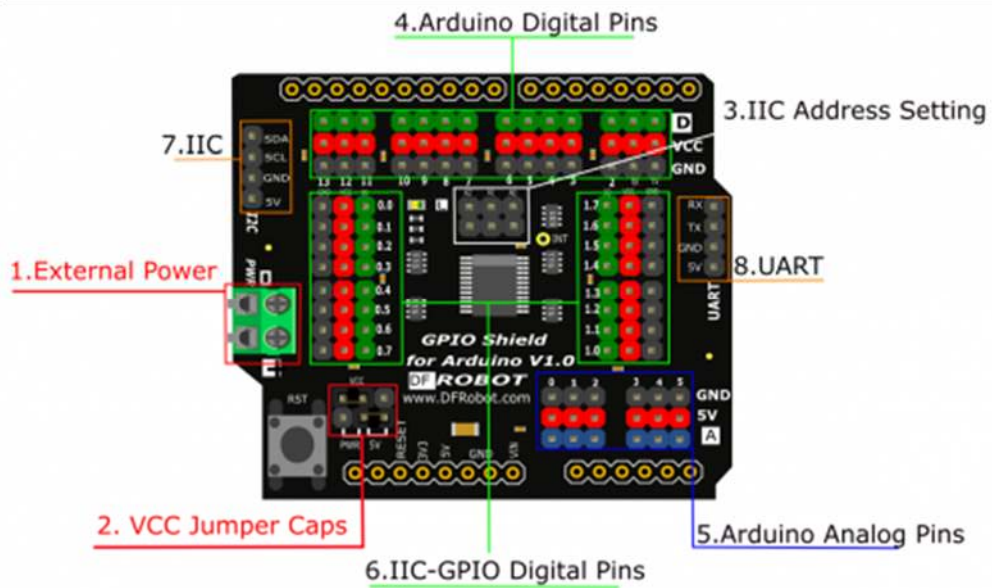 4.Arduino Digital Pins
3.IIC Address Setting
D
VCC
GND
7.IIC
SDA
SCL
GND
5V
13 12 11 10 9 8 7 6 5 4 3 2
L
INT
0.0
0.1
0.2
0.3
0.4
0.5
0.6
0.7
1.7
1.6
1.5
1.4
1.3
1.2
1.1
1.0
RX
TX
GND
5V
8.UART
UART
1.External Power
GPIO Shield
for Arduino V1.0
DF ROBOT
www.DFRobot.com
0 1 2 3 4 5
GND
5V
A
RST
VCC
PWR 5V
RESET
3V3
5V
GND
VIN
2. VCC Jumper Caps
5.Arduino Analog Pins
6.IIC-GPIO Digital Pins